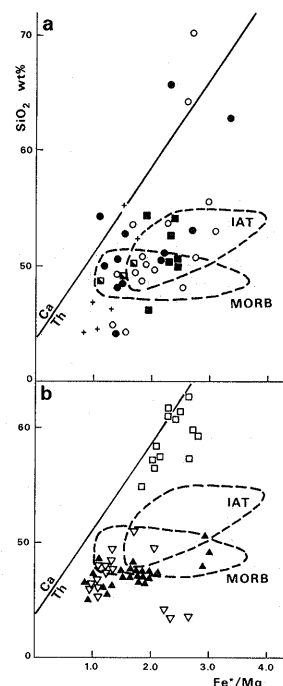 a
70
SiO₂ wt%
60
50
0
IAT
MORB
Ca
Th
b
60
50
0
IAT
MORB
Ca
Th
1.0 2.0 3.0 4.0
Fe*/Mg